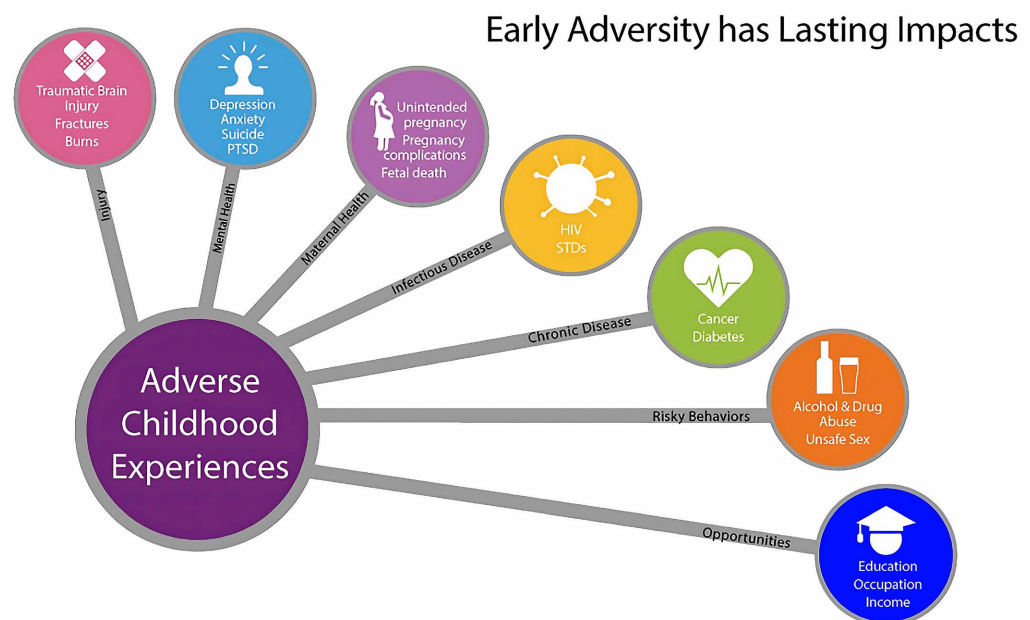 Early Adversity has Lasting Impacts
Traumatic Brain
Injury
Fractures
Burns
Injury
Depression
Anxiety
Suicide
PTSD
Mental Health
Unintended
pregnancy
Pregnancy
complications
Fetal death
Maternal Health
HIV
STDs
Infectious Disease
Cancer
Diabetes
Chronic Disease
Alcohol & Drug
Abuse
Unsafe Sex
Risky Behaviors
Education
Occupation
Income
Opportunities
Adverse
Childhood
Experiences